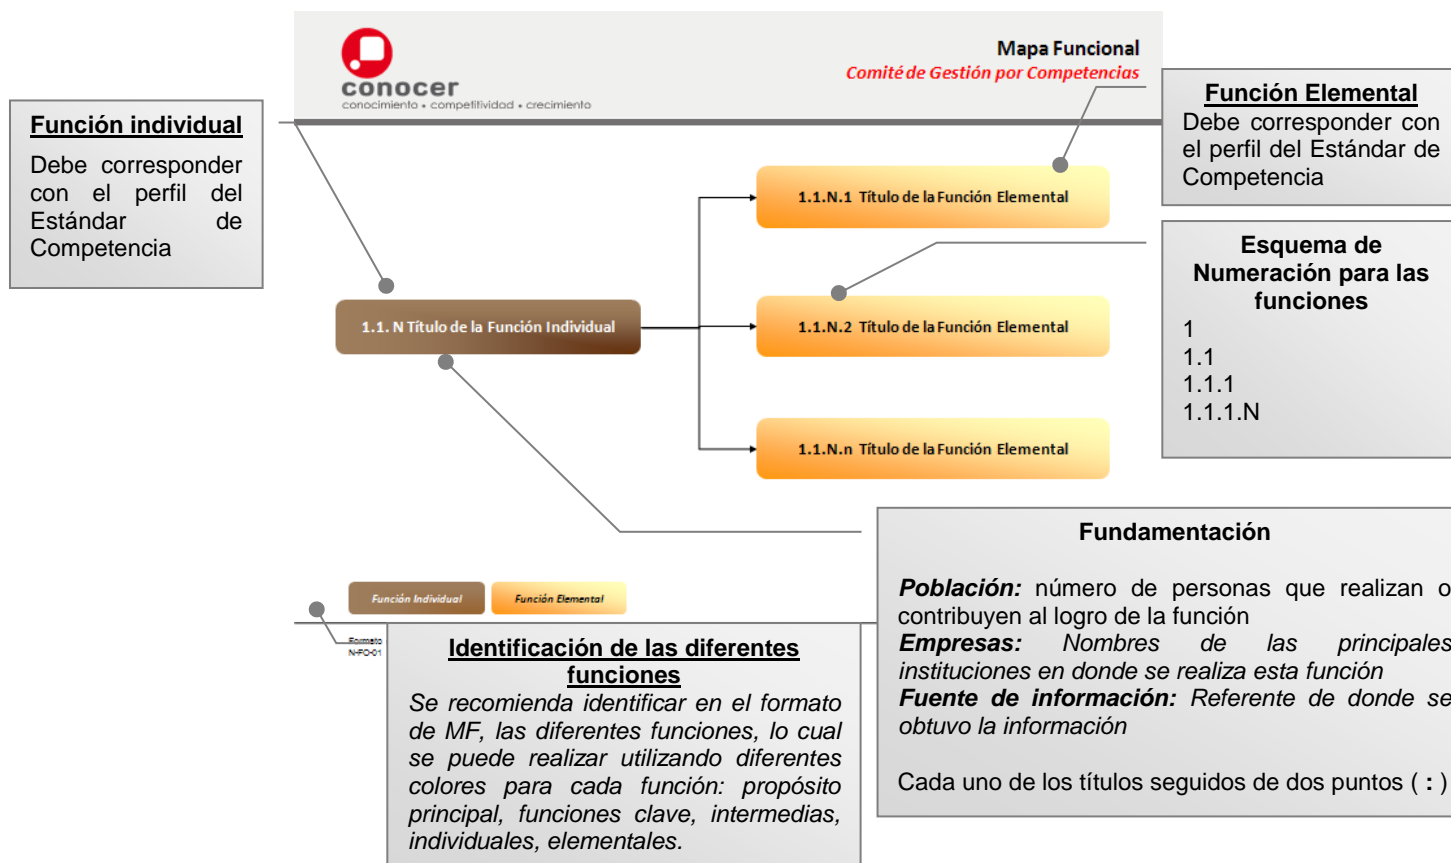 Mapa Funcional
Comité de Gestión por Competencias
conocer
conocimiento • competitividad • crecimiento
Función individual
Debe corresponder
con el perfil del
Estándar de
Competencia
Función Elemental
Debe corresponder con
el perfil del Estándar de
Competencia
1.1.N.1 Título de la Función Elemental
Esquema de
Numeración para las
funciones
1
1.1
1.1.1
1.1.1.N
1.1. N Título de la Función Individual
1.1.N.2 Título de la Función Elemental
1.1.N.n Título de la Función Elemental
Fundamentación
Población: número de personas que realizan o
contribuyen al logro de la función
Empresas: Nombres de las principales
instituciones en donde se realiza esta función
Fuente de información: Referente de donde se
obtuvo la información
Cada uno de los títulos seguidos de dos puntos ( : )
Función Individual
Función Elemental
Formato
N-FO-01
Identificación de las diferentes
funciones
Se recomienda identificar en el formato
de MF, las diferentes funciones, lo cual
se puede realizar utilizando diferentes
colores para cada función: propósito
principal, funciones clave, intermedias,
individuales, elementales.